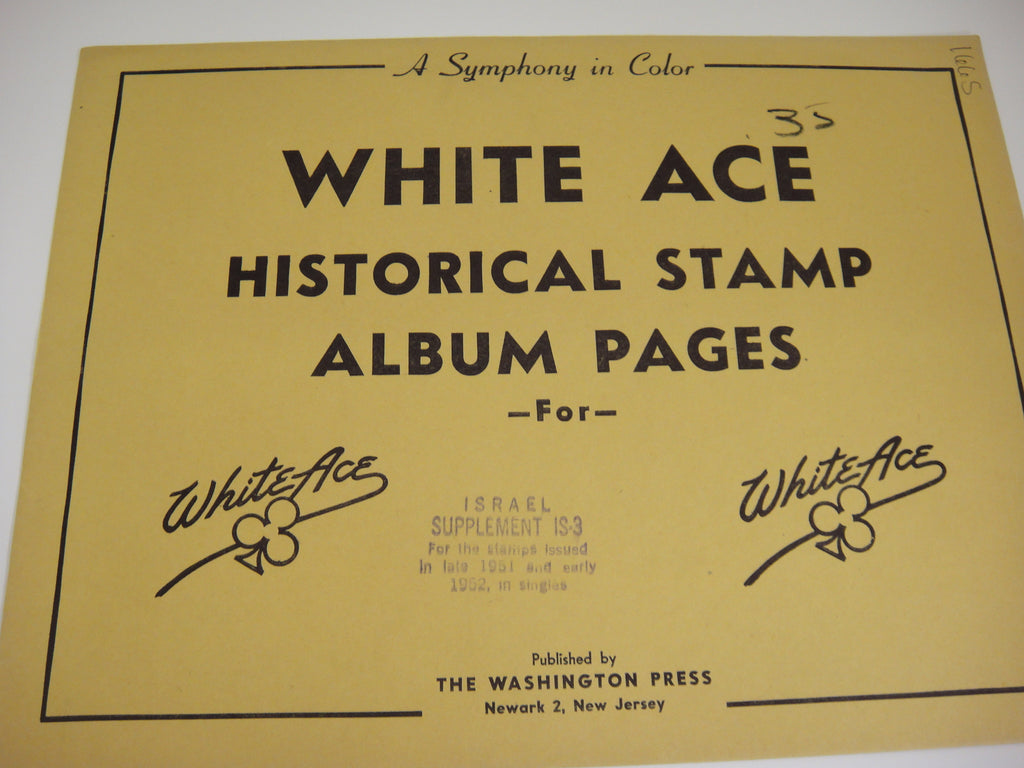 A Symphony in Color
35
WHITE ACE
HISTORICAL STAMP
ALBUM PAGES
—For—
White Ace
White Ace
ISRAEL
SUPPLEMENT IS-3
For the stamps issued
in late 1951 and early
1952, in singles
Published by
THE WASHINGTON PRESS
Newark 2, New Jersey